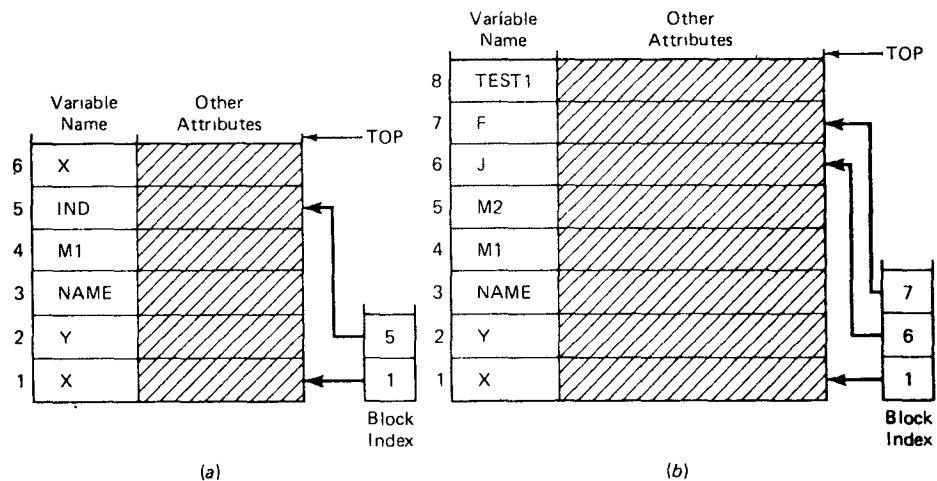 Variable
Name
Other
Attributes
TOP
6 X
5 IND
4 M1
3 NAME
2 Y
1 X
5
1
Block
Index
(a)
Variable
Name
Other
Attributes
TOP
8 TEST1
7 F
6 J
5 M2
4 M1
3 NAME
2 Y
1 X
7
6
1
Block
Index
(b)